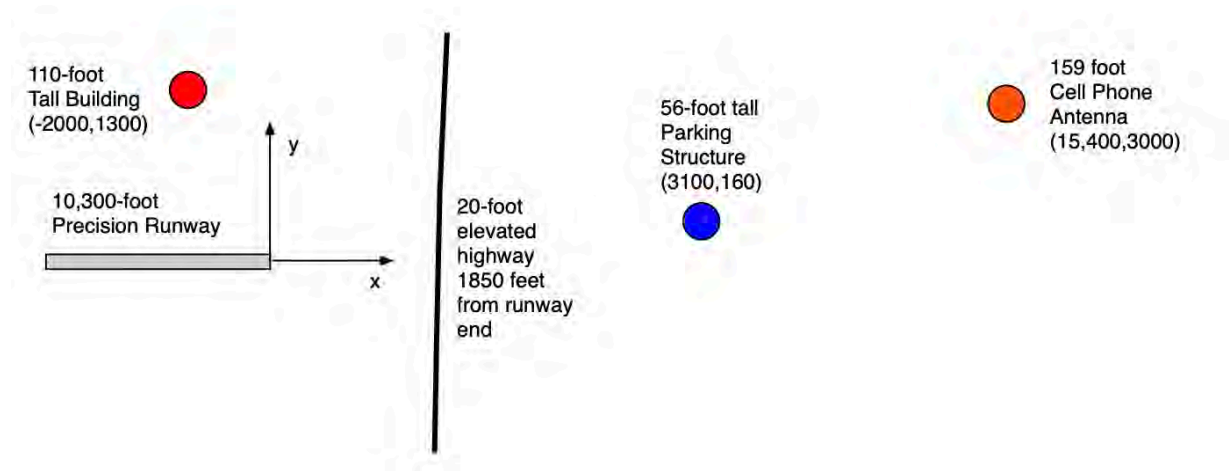 110-foot
Tall Building
(-2000,1300)
y
10,300-foot
Precision Runway
x
20-foot
elevated
highway
1850 feet
from runway
end
56-foot tall
Parking
Structure
(3100,160)
159 foot
Cell Phone
Antenna
(15,400,3000)